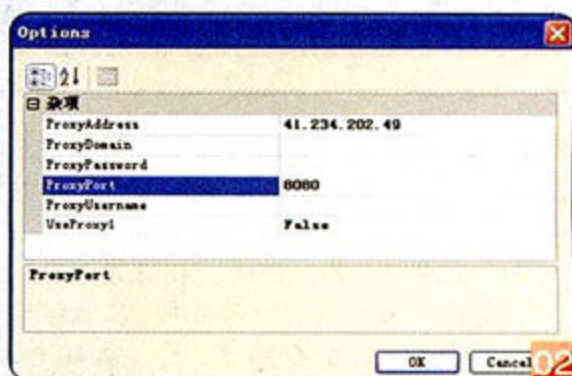 Options
杂项
ProxyAddress 41.234.202.49
ProxyDomain
ProxyPassword
ProxyPort 8080
ProxyUsername
UseProxy1 False
ProxyPort
OK Cancel
02